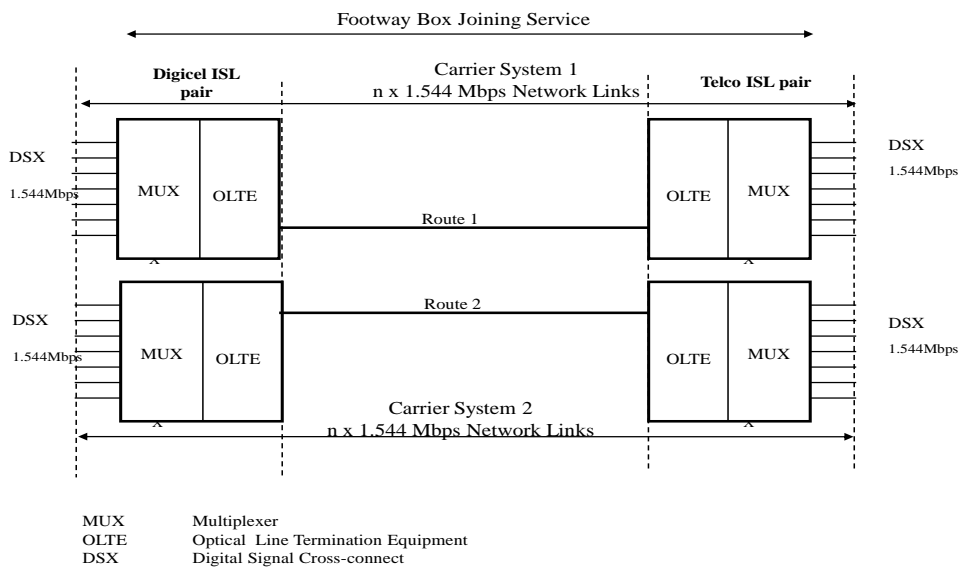 Footway Box Joining Service
Digicel ISL
pair
Carrier System 1
n x 1.544 Mbps Network Links
Telco ISL pair
DSX
1.544Mbps
MUX
OLTE
Route 1
OLTE
MUX
DSX
1.544Mbps
x
x
DSX
1.544Mbps
MUX
OLTE
Route 2
OLTE
MUX
DSX
1.544Mbps
x
x
Carrier System 2
n x 1.544 Mbps Network Links
MUX Multiplexer
OLTE Optical Line Termination Equipment
DSX Digital Signal Cross-connect